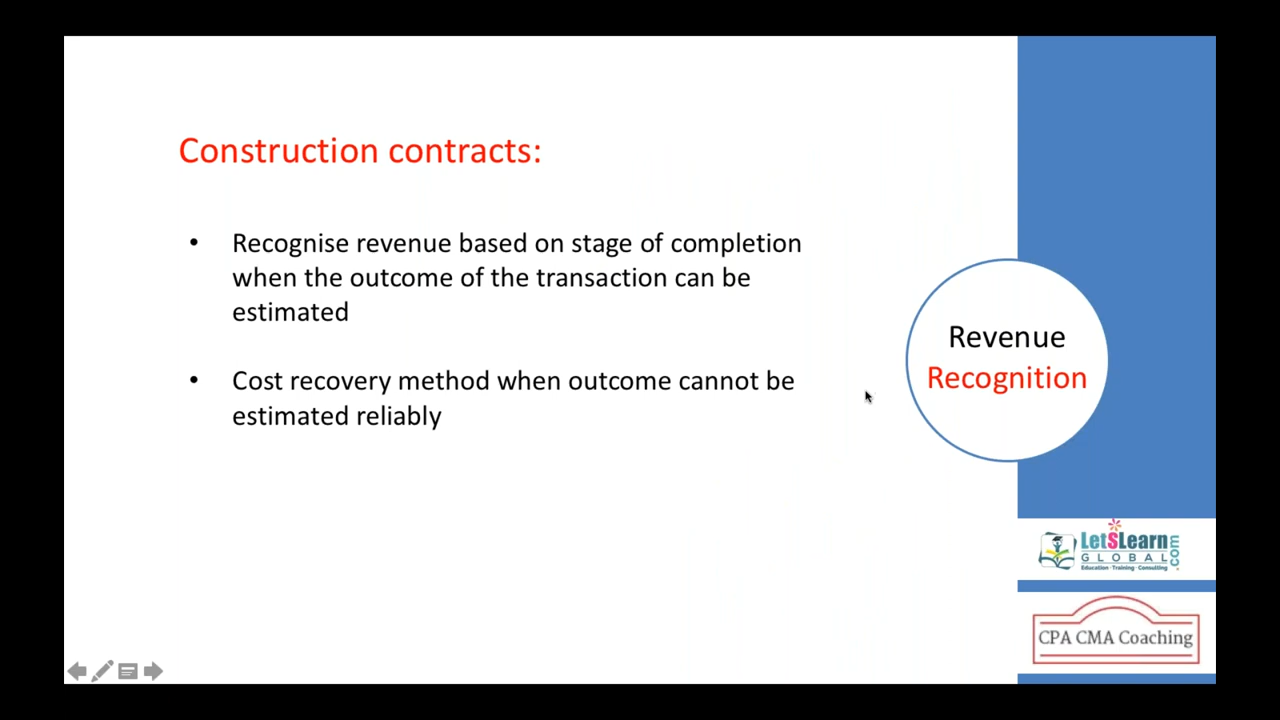 Construction contracts:
• Recognise revenue based on stage of completion
when the outcome of the transaction can be
estimated
• Cost recovery method when outcome cannot be
estimated reliably
Revenue
Recognition
LetSLearn
GLOBAL
.com
Education - Training - Consulting
CPA CMA Coaching